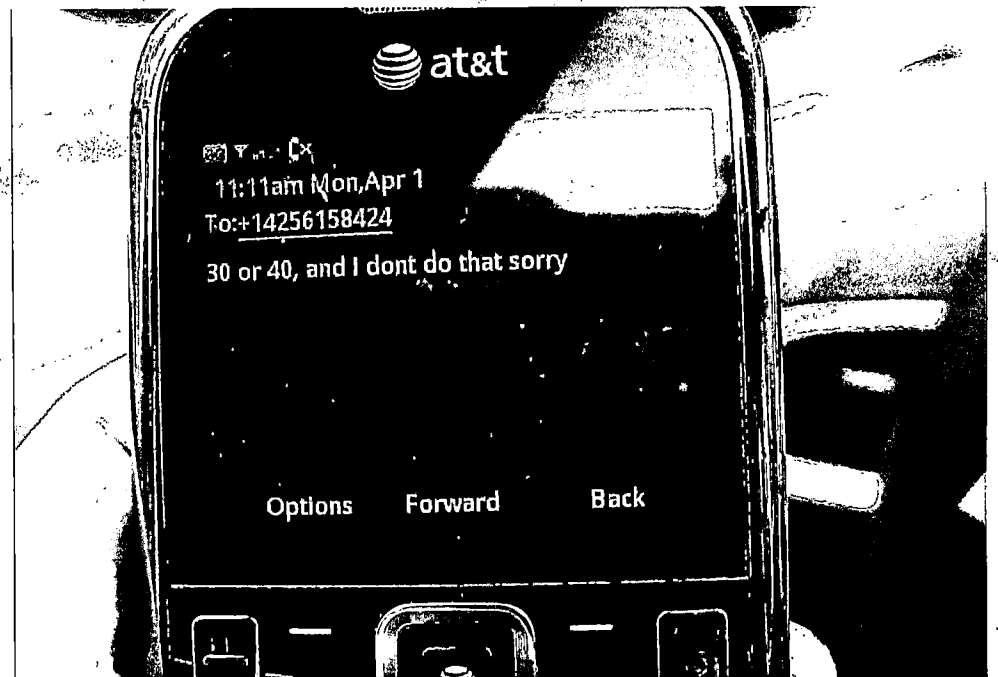 at&t
11:11am Mon,Apr 1
To:+14256158424
30 or 40, and I dont do that sorry
Options Forward Back